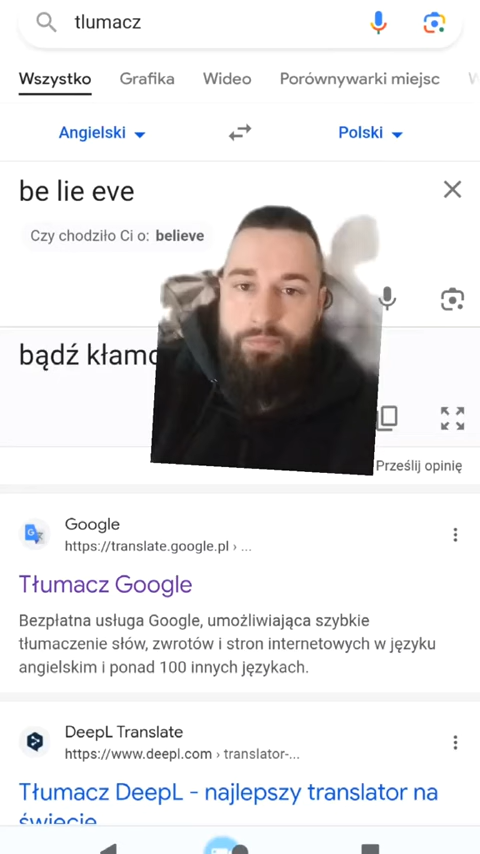 tlumacz
Wszystko Grafika Wideo Porównywarki miejsc
Angielski Polski
be lie eve
Czy chodziło Ci o: believe
bądź
Prześlij opinię
Google
https://translate.google.pl › ...
Tłumacz Google
Bezpłatna usługa Google, umożliwiająca szybkie
tłumaczenie słów, zwrotów i stron internetowych w języku
angielskim i ponad 100 innych językach.
DeepL Translate
https://www.deepl.com › translator-...
Tłumacz DeepL - najlepszy translator na
świecie